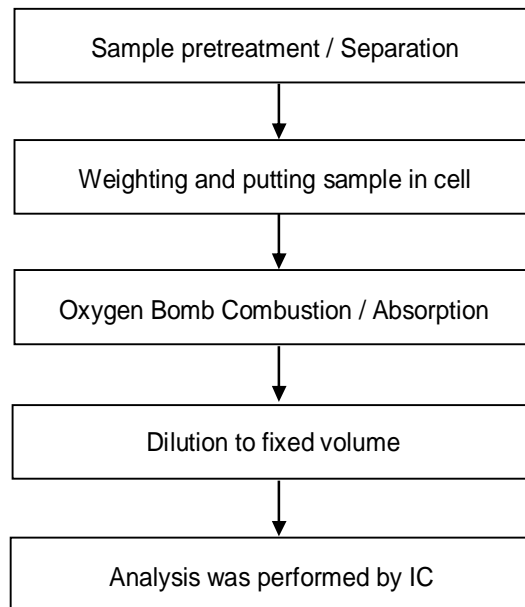 Sample pretreatment / Separation
Weighting and putting sample in cell
Oxygen Bomb Combustion / Absorption
Dilution to fixed volume
Analysis was performed by IC